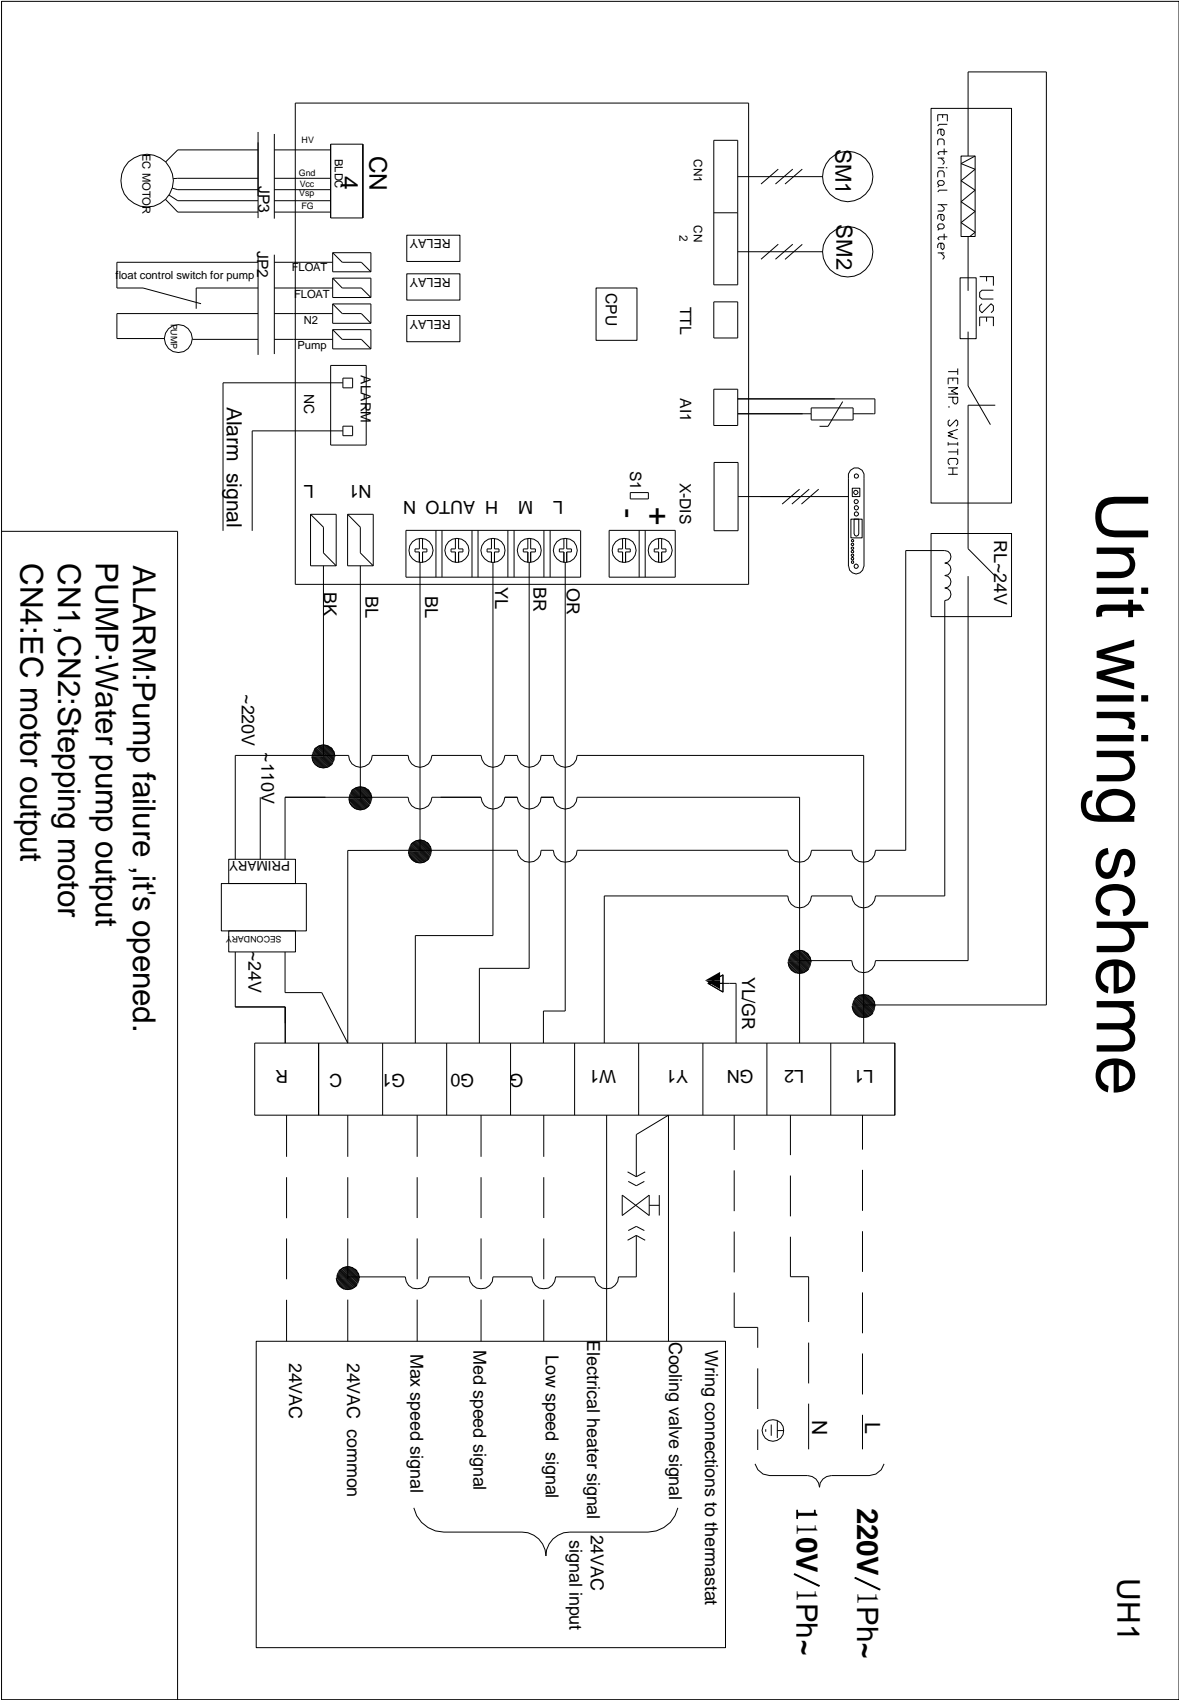 Unit wiring scheme
UH1
Electrical heater
FUSE
TEMP. SWITCH
RL~24V
SM1
SM2
CN1
CN
2
TTL
AI1
X-DIS
CPU
S1
-
+
RELAY
RELAY
RELAY
CN
4
BLDC
HV
Gnd
Vcc
Vsp
FG
JP3
EC MOTOR
JP2
FLOAT
FLOAT
N2
Pump
float control switch for pump
PUMP
ALARM
NC
Alarm signal
L
N1
N
AUTO
H
M
L
BK
BL
BL
YL
BR
OR
~220V
~110V
PRIMARY
SECONDARY
~24V
YL/GR
R
C
G1
G0
G
W1
Y1
GN
L2
L1
L
N
220V/1Ph~
110V/1Ph~
Wring connections to thermastat
Cooling valve signal
Electrical heater signal
Low speed signal
Med speed signal
Max speed signal
24VAC common
24VAC
24VAC
signal input
ALARM:Pump failure ,it's opened.
PUMP:Water pump output
CN1,CN2:Stepping motor
CN4:EC motor output